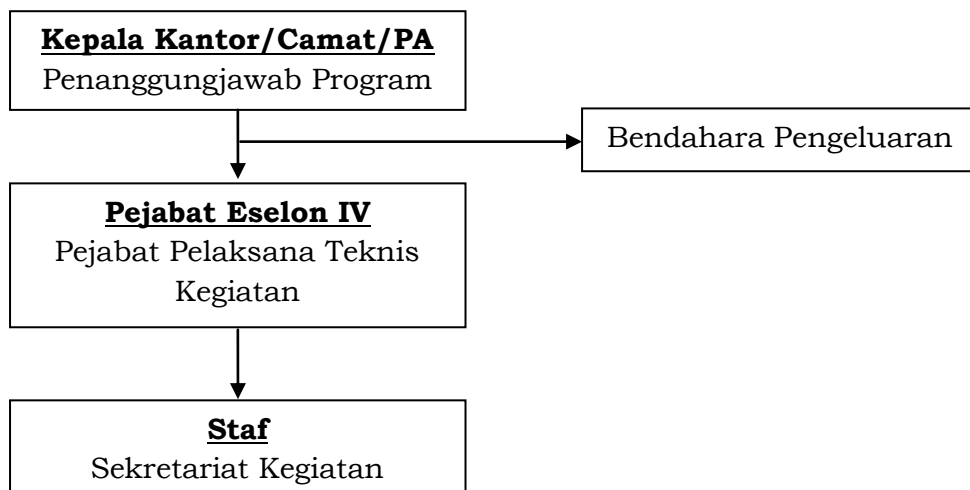 Kepala Kantor/Camat/PA
Penanggungjawab Program
Bendahara Pengeluaran
Pejabat Eselon IV
Pejabat Pelaksana Teknis
Kegiatan
Staf
Sekretariat Kegiatan